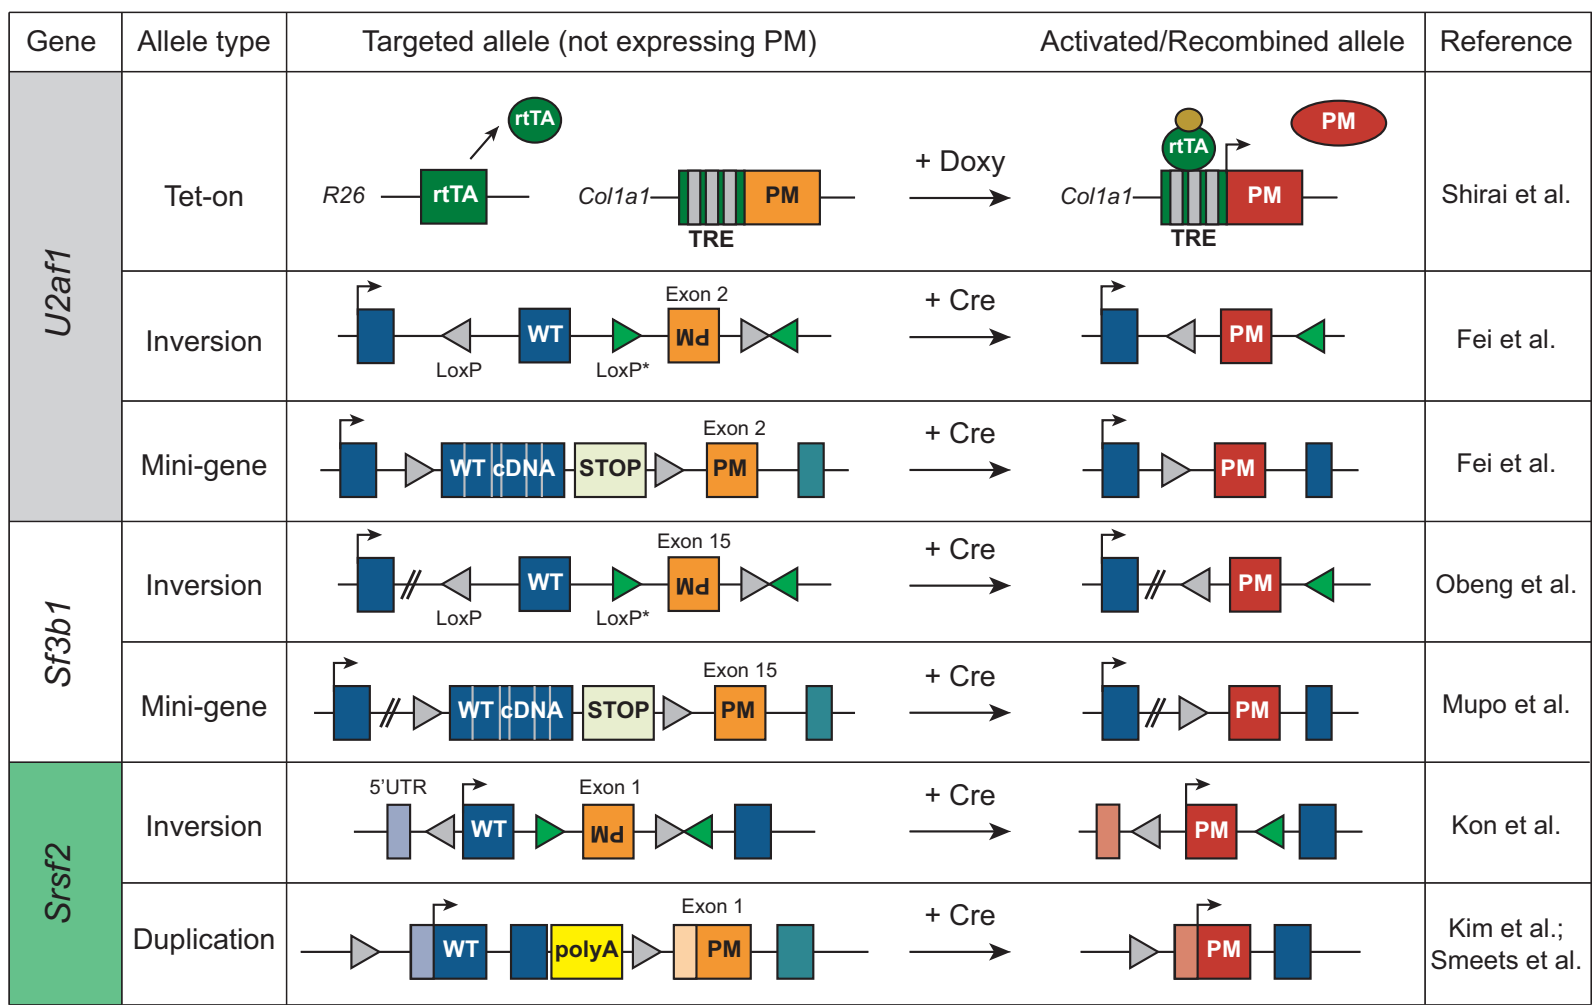 Gene Allele type Targeted allele (not expressing PM) Activated/Recombined allele Reference
U2af1
Tet-on
R26 rtTA rtTA
Col1a1 PM
TRE
+ Doxy
Col1a1 rtTA PM PM
TRE
Shirai et al.
Inversion
Exon 2
WT PM
LoxP LoxP*
+ Cre
PM
Fei et al.
Mini-gene
Exon 2
WT cDNA STOP PM
+ Cre
PM
Fei et al.
Sf3b1
Inversion
Exon 15
WT PM
LoxP LoxP*
+ Cre
PM
Obeng et al.
Mini-gene
Exon 15
WT cDNA STOP PM
+ Cre
PM
Mupo et al.
Srsf2
Inversion
5'UTR Exon 1
WT PM
+ Cre
PM
Kon et al.
Duplication
Exon 1
WT polyA PM
+ Cre
PM
Kim et al.;
Smeets et al.